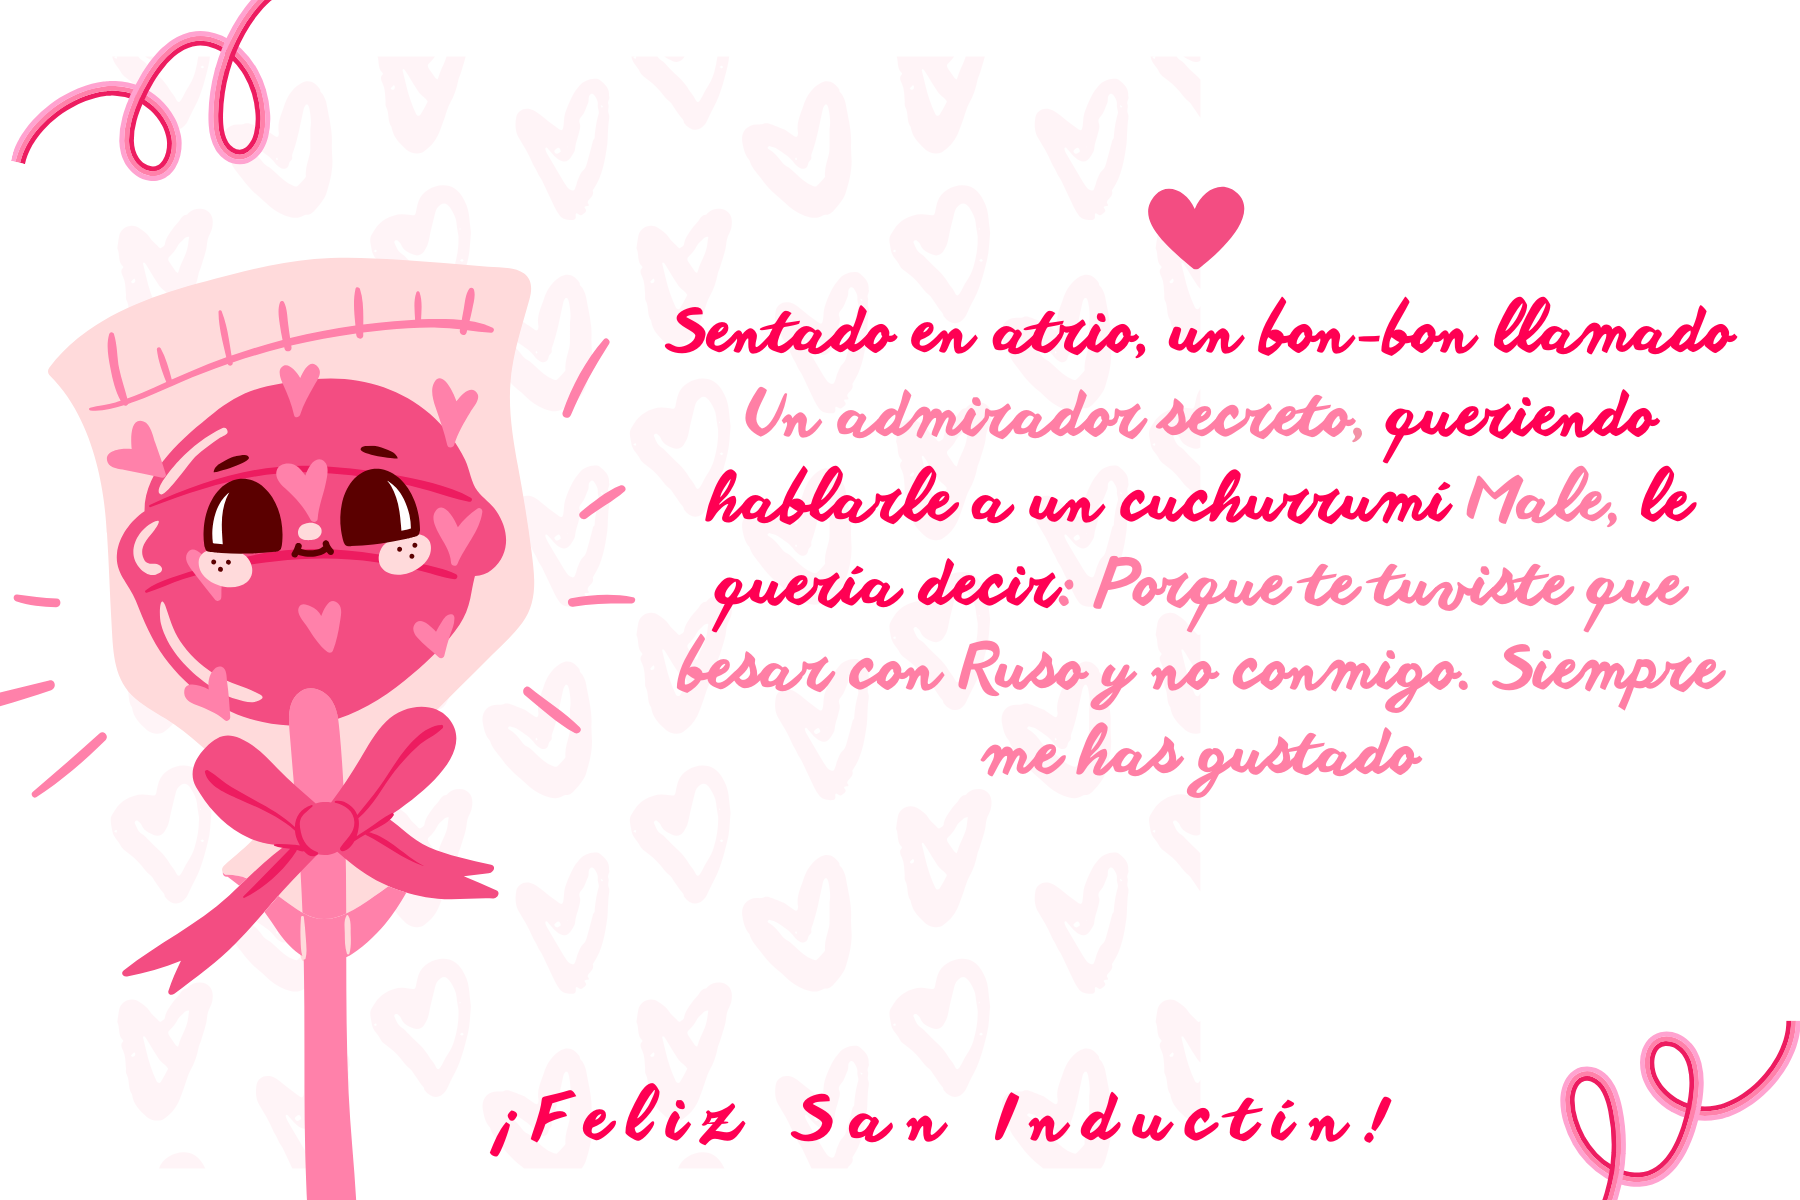 Sentado en atrio, un bon-bon llamado
Un admirador secreto, queriendo
hablarle a un cuchurrumí Male, le
quería decir: Porque te tuviste que
besar con Ruso y no conmigo. Siempre
me has gustado
¡Feliz San Inductín!